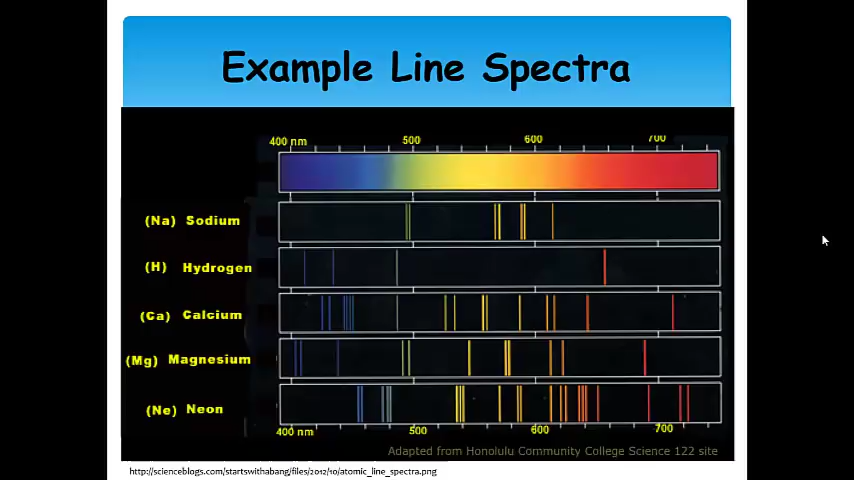 Example Line Spectra
400 nm 500 600 700
(Na) Sodium
(H) Hydrogen
(Ca) Calcium
(Mg) Magnesium
(Ne) Neon
400 nm 500 600 700
Adapted from Honolulu Community College Science 122 site
http://scienceblogs.com/startswithabang/files/2012/10/atomic_line_spectra.png